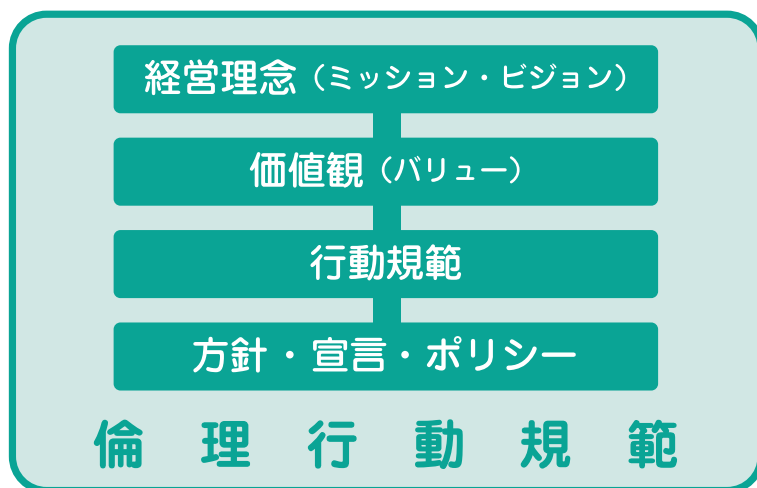 経営理念（ミッション・ビジョン）
価値観（バリュー）
行動規範
方針・宣言・ポリシー
倫理行動規範